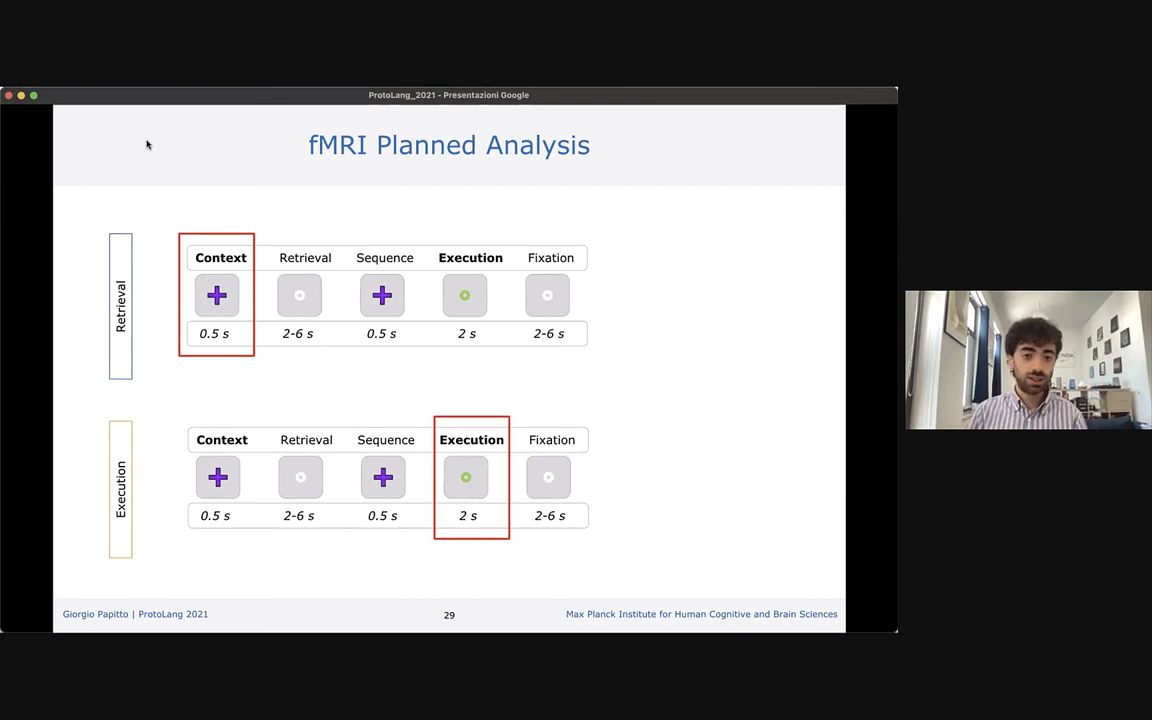 ProtoLang_2021 - Presentazioni Google
fMRI Planned Analysis
Retrieval
Context Retrieval Sequence Execution Fixation
0.5 s 2-6 s 0.5 s 2 s 2-6 s
Execution
Context Retrieval Sequence Execution Fixation
0.5 s 2-6 s 0.5 s 2 s 2-6 s
Giorgio Papitto | ProtoLang 2021 29 Max Planck Institute for Human Cognitive and Brain Sciences